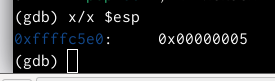 (gdb) x/x $esp
0xffffc5e0:	0x00000005
(gdb)